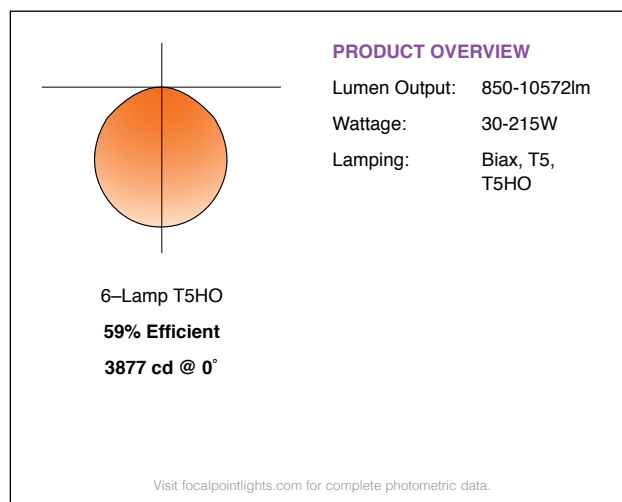 PRODUCT OVERVIEW
Lumen Output: 850-10572lm
Wattage: 30-215W
Lamping: Biax, T5,
T5HO
6–Lamp T5HO
59% Efficient
3877 cd @ 0°
Visit focalpointlights.com for complete photometric data.